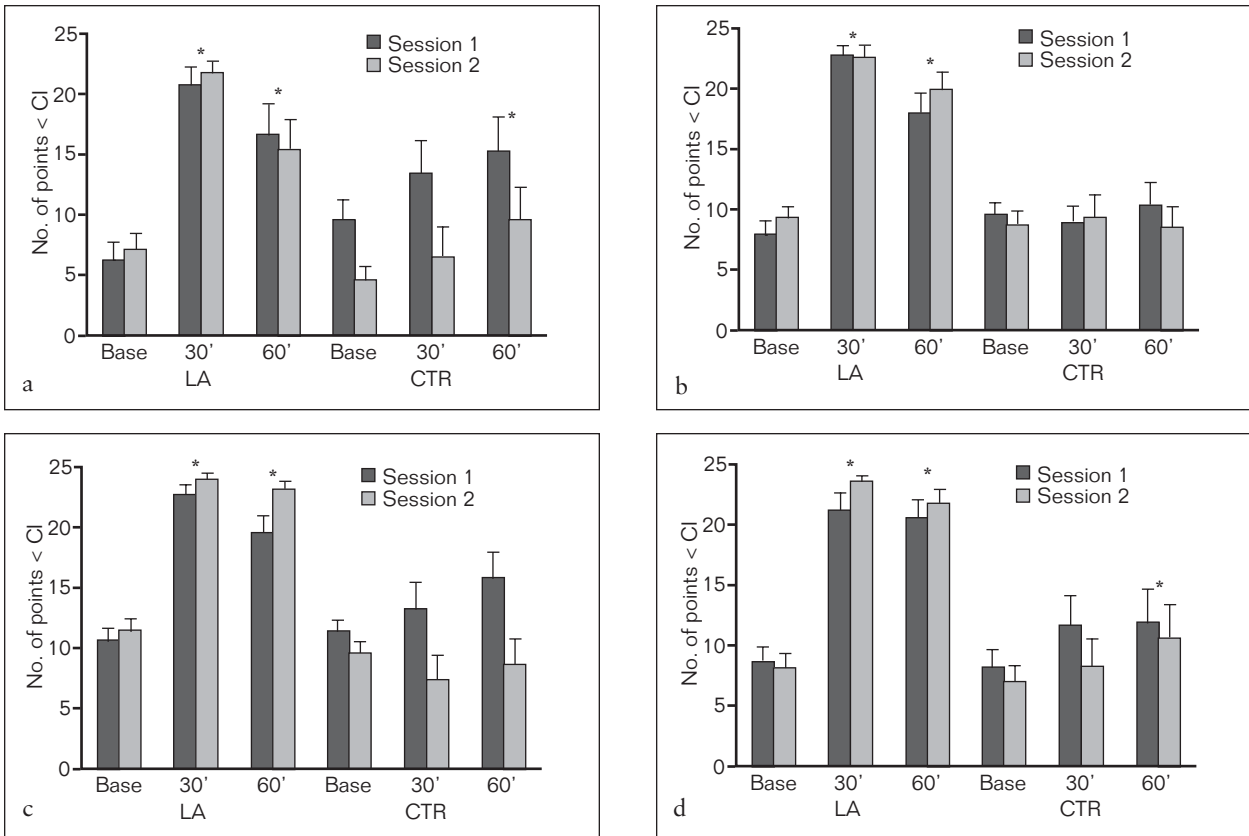 25
20
15
10
5
0
No. of points < CI
Session 1
Session 2
*
*
*
Base 30' 60' Base 30' 60'
LA CTR
a
25
20
15
10
5
0
No. of points < CI
Session 1
Session 2
*
*
Base 30' 60' Base 30' 60'
LA CTR
b
25
20
15
10
5
0
No. of points < CI
Session 1
Session 2
*
*
Base 30' 60' Base 30' 60'
LA CTR
c
25
20
15
10
5
0
No. of points < CI
Session 1
Session 2
*
*
*
Base 30' 60' Base 30' 60'
LA CTR
d